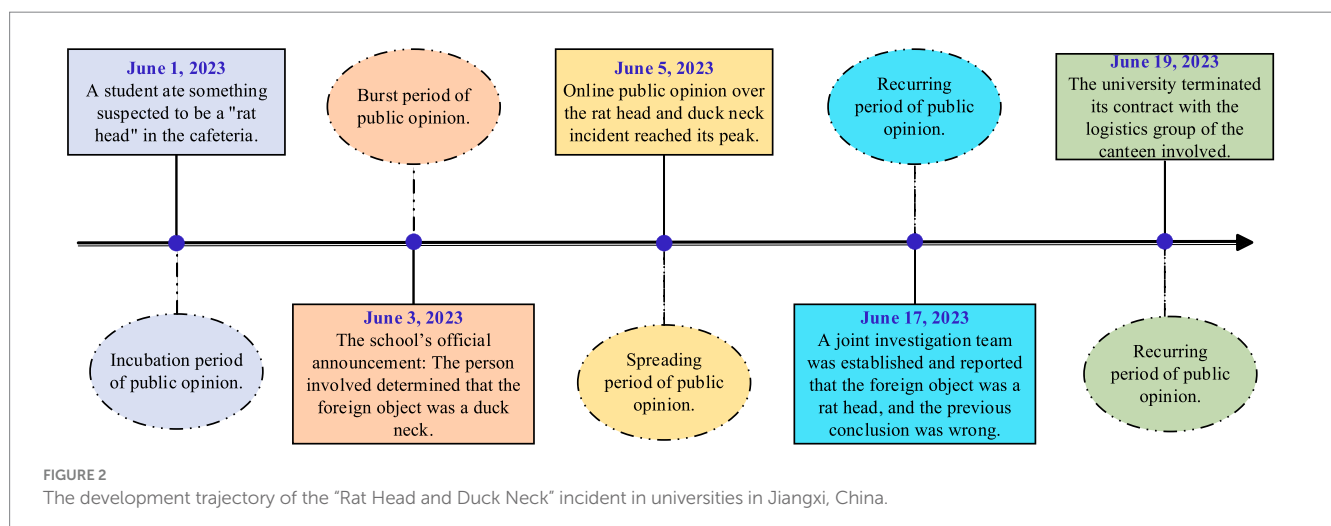 June 1, 2023
A student ate something
suspected to be a "rat
head" in the cafeteria.
Burst period of
public opinion.
June 5, 2023
Online public opinion over
the rat head and duck neck
incident reached its peak.
Recurring
period of public
opinion.
June 19, 2023
The university terminated
its contract with the
logistics group of the
canteen involved.
Incubation period
of public opinion.
June 3, 2023
The school’s official
announcement: The person
involved determined that the
foreign object was a duck
neck.
Spreading
period of public
opinion.
June 17, 2023
A joint investigation team
was established and reported
that the foreign object was a
rat head, and the previous
conclusion was wrong.
Recurring
period of public
opinion.
FIGURE 2
The development trajectory of the “Rat Head and Duck Neck” incident in universities in Jiangxi, China.